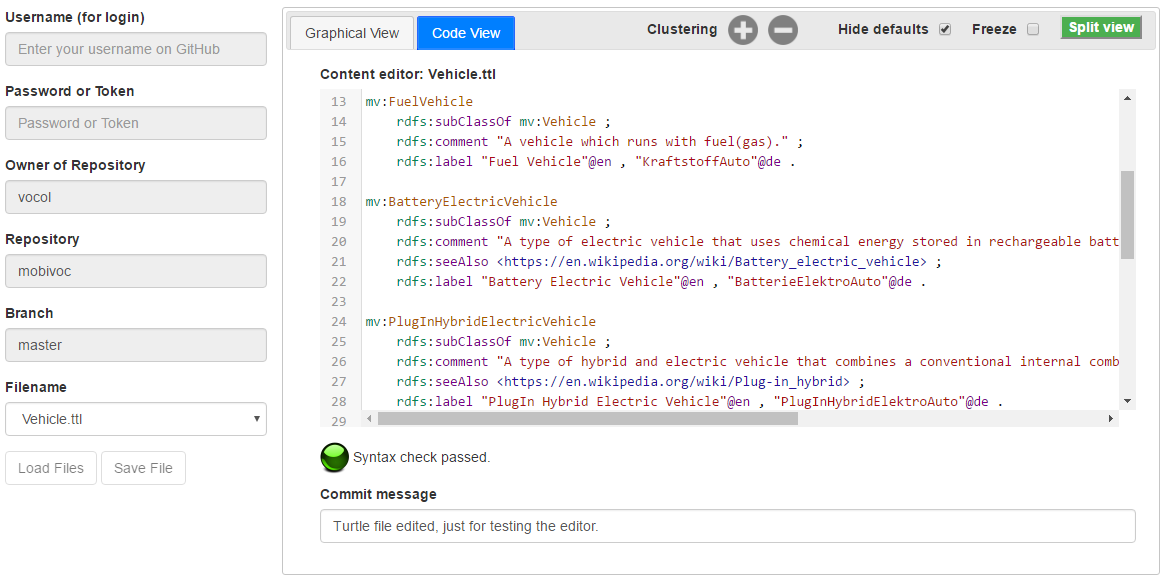 Username (for login)
Enter your username on GitHub
Password or Token
Password or Token
Owner of Repository
vocol
Repository
mobivoc
Branch
master
Filename
Vehicle.ttl
Load Files Save File
Graphical View Code View Clustering Hide defaults Freeze Split view
Content editor: Vehicle.ttl
13 mv:FuelVehicle
14 rdfs:subClassOf mv:Vehicle ;
15 rdfs:comment "A vehicle which runs with fuel(gas)." ;
16 rdfs:label "Fuel Vehicle"@en , "KraftstoffAuto"@de .
17
18 mv:BatteryElectricVehicle
19 rdfs:subClassOf mv:Vehicle ;
20 rdfs:comment "A type of electric vehicle that uses chemical energy stored in rechargeable batt
21 rdfs:seeAlso <https://en.wikipedia.org/wiki/Battery_electric_vehicle> ;
22 rdfs:label "Battery Electric Vehicle"@en , "BatterieElektroAuto"@de .
23
24 mv:PlugInHybridElectricVehicle
25 rdfs:subClassOf mv:Vehicle ;
26 rdfs:comment "A type of hybrid and electric vehicle that combines a conventional internal comb
27 rdfs:seeAlso <https://en.wikipedia.org/wiki/Plug-in_hybrid> ;
28 rdfs:label "PlugIn Hybrid Electric Vehicle"@en , "PlugInHybridElektroAuto"@de .
29
Syntax check passed.
Commit message
Turtle file edited, just for testing the editor.